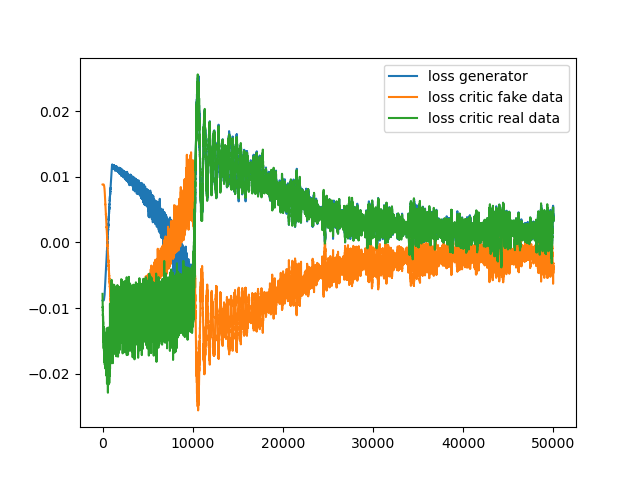 loss generator
loss critic fake data
loss critic real data
0.02
0.01
0.00
−0.01
−0.02
0 10000 20000 30000 40000 50000